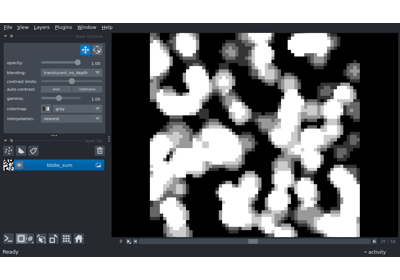 File View Layers Plugins Window Help
opacity: 1.00
blending: translucent_no_depth
contrast limits:
auto-contrast: once continuous
gamma: 1.00
colormap: gray
interpolation: nearest
blobs_sum
Ready activity